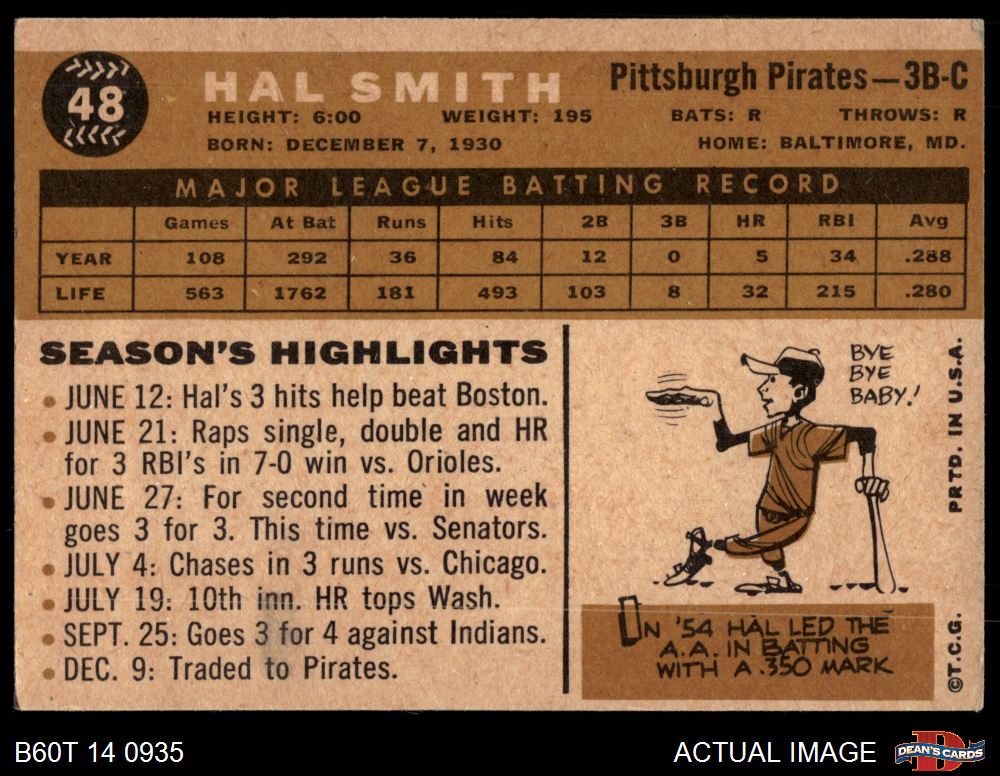 48
HAL SMITH
Pittsburgh Pirates—3B-C
HEIGHT: 6:00 WEIGHT: 195 BATS: R THROWS: R
BORN: DECEMBER 7, 1930 HOME: BALTIMORE, MD.
MAJOR LEAGUE BATTING RECORD
Games At Bat Runs Hits 2B 3B HR RBI Avg
YEAR 108 292 36 84 12 0 5 34 .288
LIFE 563 1762 181 493 103 8 32 215 .280
SEASON'S HIGHLIGHTS
• JUNE 12: Hal's 3 hits help beat Boston.
• JUNE 21: Raps single, double and HR
for 3 RBI's in 7-0 win vs. Orioles.
• JUNE 27: For second time in week
goes 3 for 3. This time vs. Senators.
• JULY 4: Chases in 3 runs vs. Chicago.
• JULY 19: 10th inn. HR tops Wash.
• SEPT. 25: Goes 3 for 4 against Indians.
• DEC. 9: Traded to Pirates.
BYE
BYE
BABY!
IN '54 HAL LED THE
A.A. IN BATTING
WITH A .350 MARK
©T.C.G. PRTD. IN U.S.A.
B60T 14 0935
ACTUAL IMAGE
D
DEAN'S CARDS